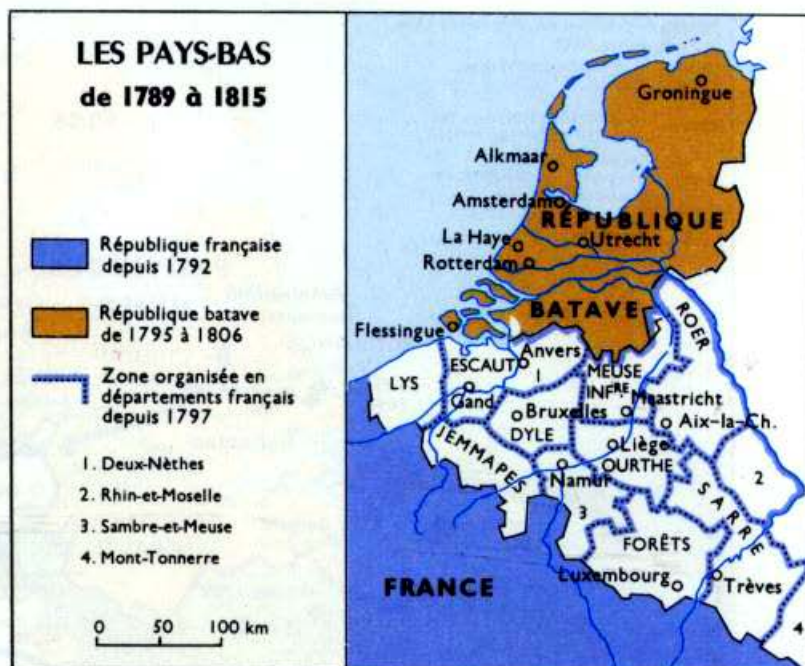 LES PAYS-BAS
de 1789 à 1815
République française
depuis 1792
République batave
de 1795 à 1806
Zone organisée en
départements français
depuis 1797
1. Deux-Nèthes
2. Rhin-et-Moselle
3. Sambre-et-Meuse
4. Mont-Tonnerre
0 50 100 km
Groningue
Alkmaar
Amsterdam
RÉPUBLIQUE
La Haye
Utrecht
Rotterdam
BATAVE
ROER
Flessingue
Anvers
ESCAUT
1
MEUSE
INFRE.
LYS
Gand
Maastricht
Bruxelles
Aix-la-Ch.
DYLE
JEMMAPES
Liège
OURTHE
Namur
2
SARRE
3
FORÊTS
FRANCE
Luxembourg
Trèves
4